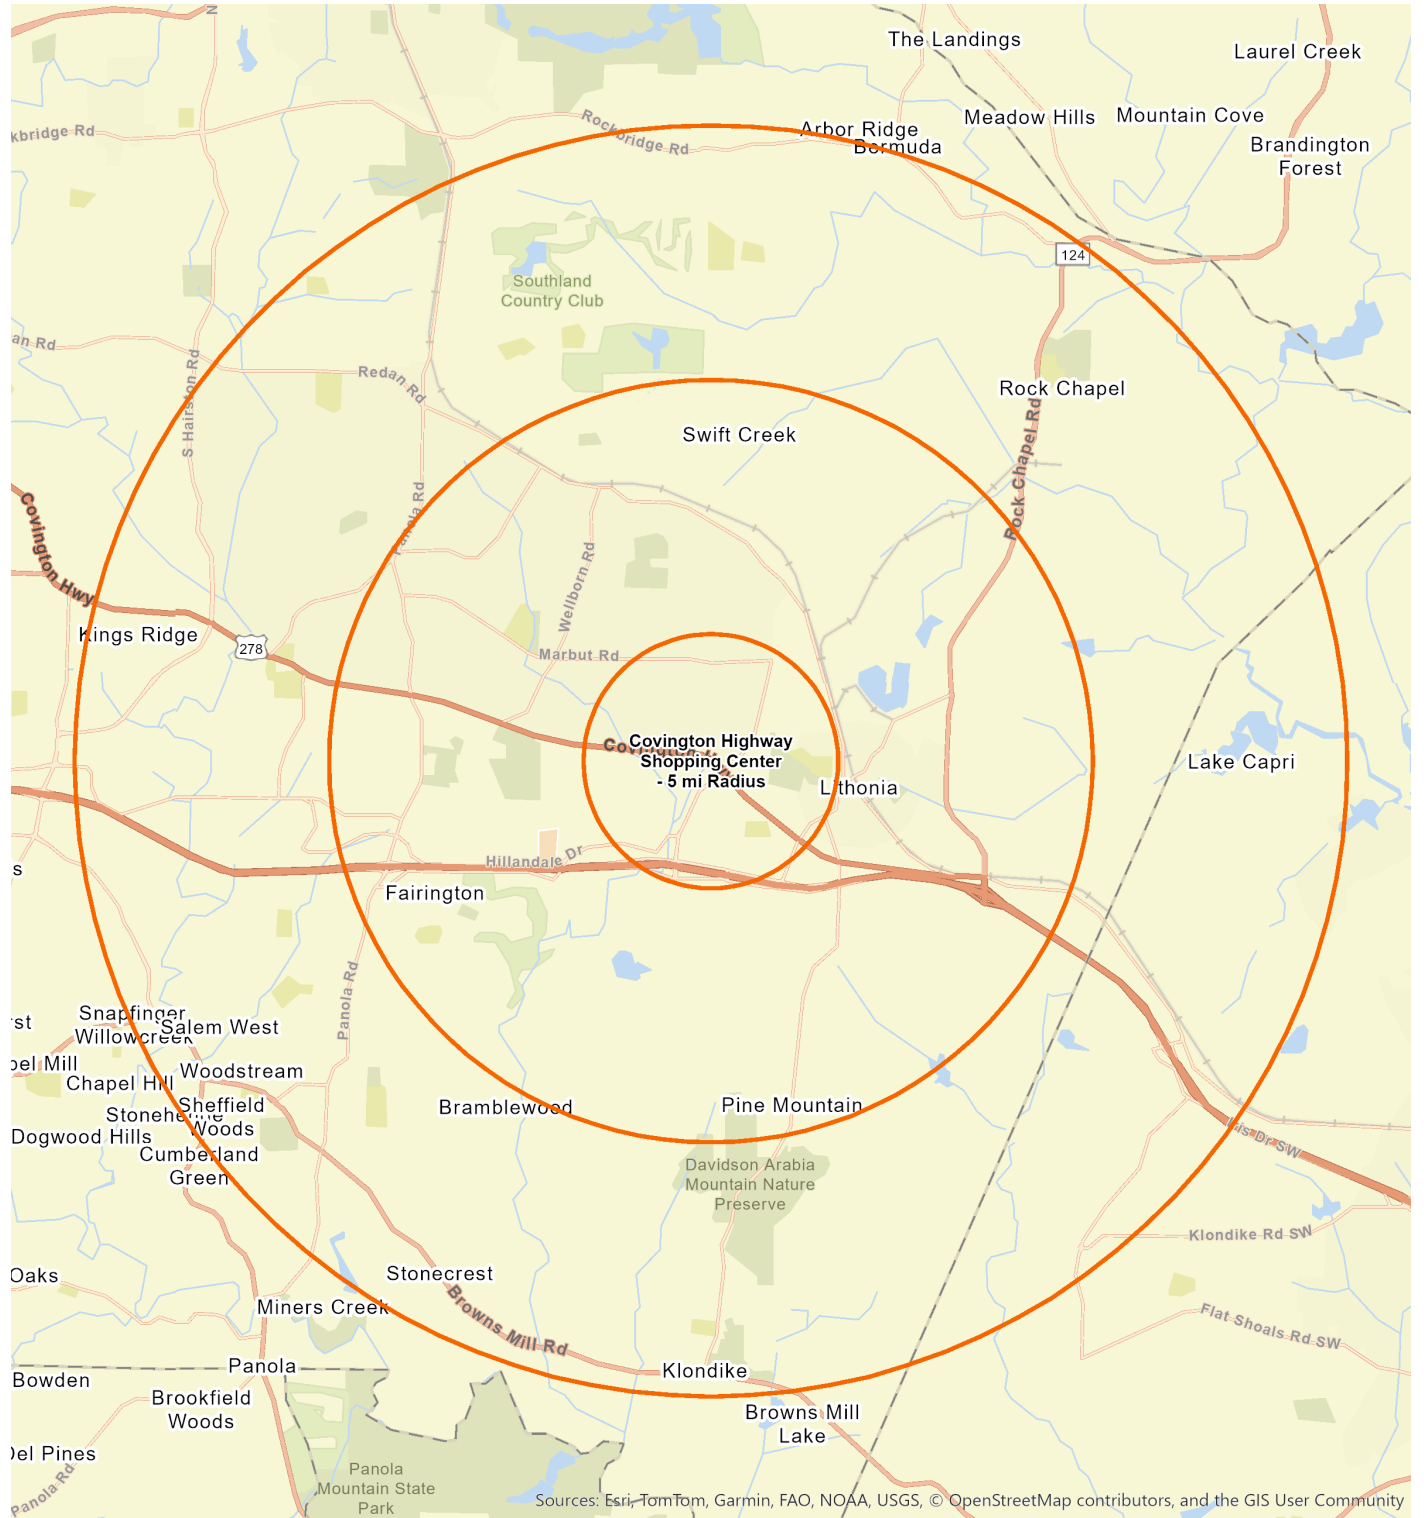 The Landings
Laurel Creek
Meadow Hills
Mountain Cove
Rockbridge Rd
Arbor Ridge
Bermuda
kbridge Rd
Brandington
Forest
124
Southland
Country Club
an Rd
S Hairston Rd
Redan Rd
Rock Chapel
Swift Creek
Rock Chapel Rd
Panola Rd
Covington Hwy
Wellborn Rd
Kings Ridge
278
Marbut Rd
Covington Highway
Shopping Center
- 5 mi Radius
Lake Capri
Lithonia
Hillandale Dr
s
Fairington
Panola Rd
Snapfinger
rst
Salem West
Willowcreek
pel Mill
Woodstream
Chapel Hill
Sheffield
Woods
Bramblewood
Pine Mountain
Dogwood Hills
Cumberland
Green
Davidson Arabia
Mountain Nature
Preserve
Klondike Rd SW
Oaks
Stonecrest
Miners Creek
Browns Mill Rd
Flat Shoals Rd SW
Panola
Klondike
Bowden
Brookfield
Woods
Browns Mill
Lake
Del Pines
Panola Rd
Panola
Mountain State
Park
Sources: Esri, TomTom, Garmin, FAO, NOAA, USGS, © OpenStreetMap contributors, and the GIS User Community